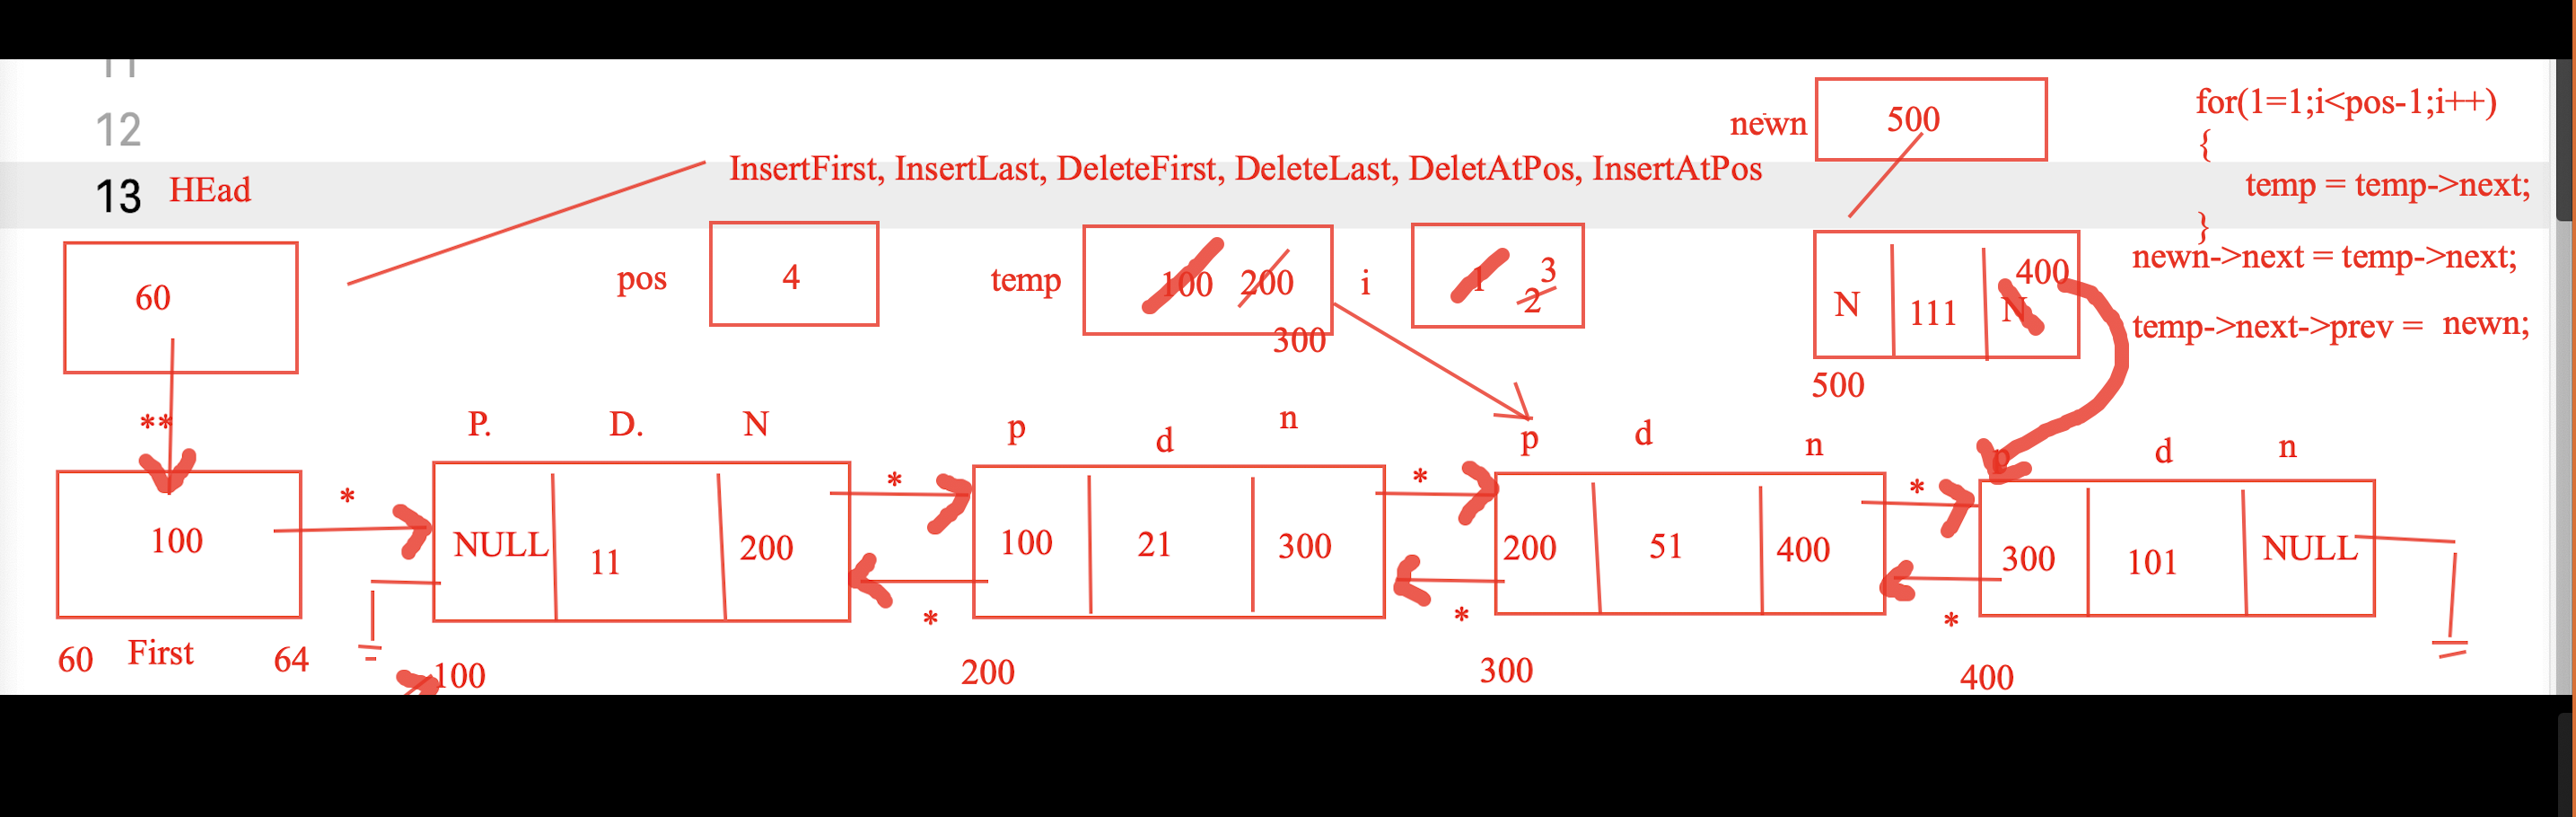 12
newn
500
for(1=1;i<pos-1;i++)
{
InsertFirst, InsertLast, DeleteFirst, DeleteLast, DeletAtPos, InsertAtPos
13 HEad
temp = temp->next;
}
60
pos
4
temp
100 200
300
i
1 2 3
N 111 N 400
500
newn->next = temp->next;
temp->next->prev = newn;
**
P. D. N
p d n
p d n
p d n
100
*
NULL 11 200
*
*
100 21 300
*
*
200 51 400
*
*
300 101 NULL
60 First 64
100
200
300
400